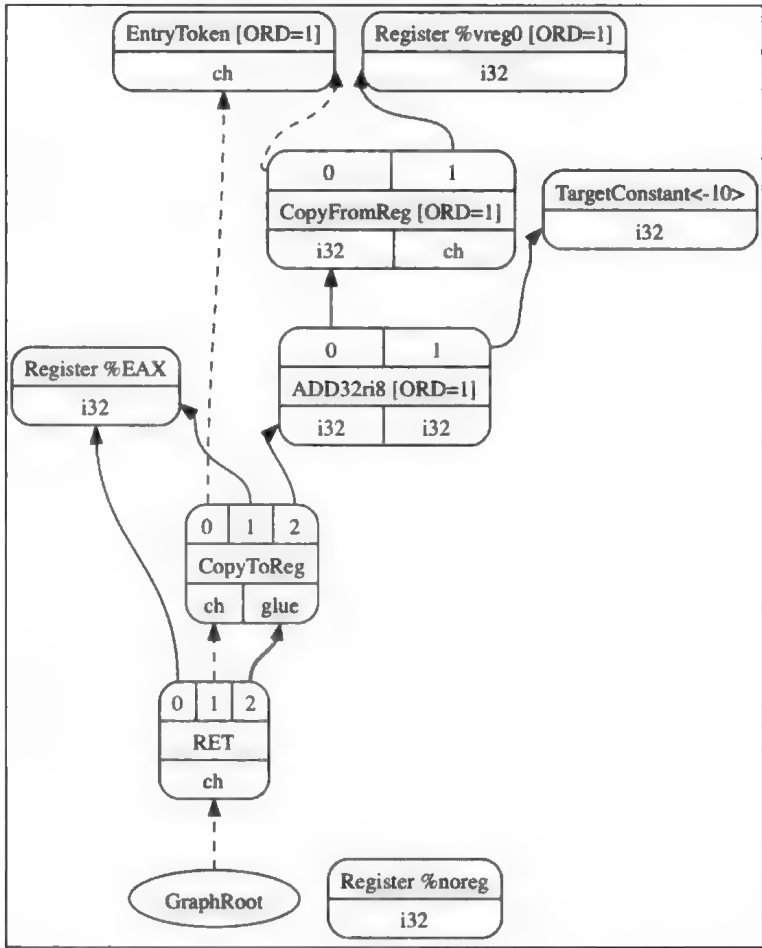 EntryToken [ORD=1]
ch
Register %vreg0 [ORD=1]
i32
0 1
CopyFromReg [ORD=1]
i32 ch
TargetConstant<-10>
i32
0 1
ADD32ri8 [ORD=1]
i32 i32
Register %EAX
i32
0 1 2
CopyToReg
ch glue
0 1 2
RET
ch
GraphRoot
Register %noreg
i32